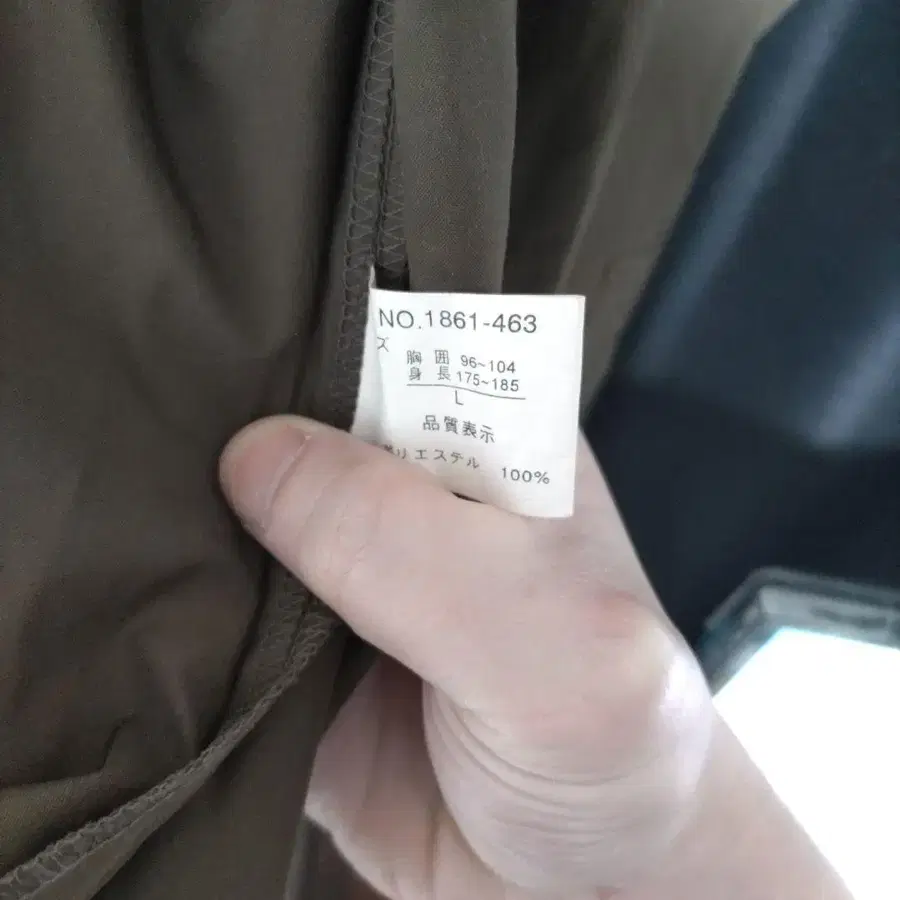 NO.1861-463
ズ
胸囲 96~104
身長 175~185
L
品質表示
リエステル 100%